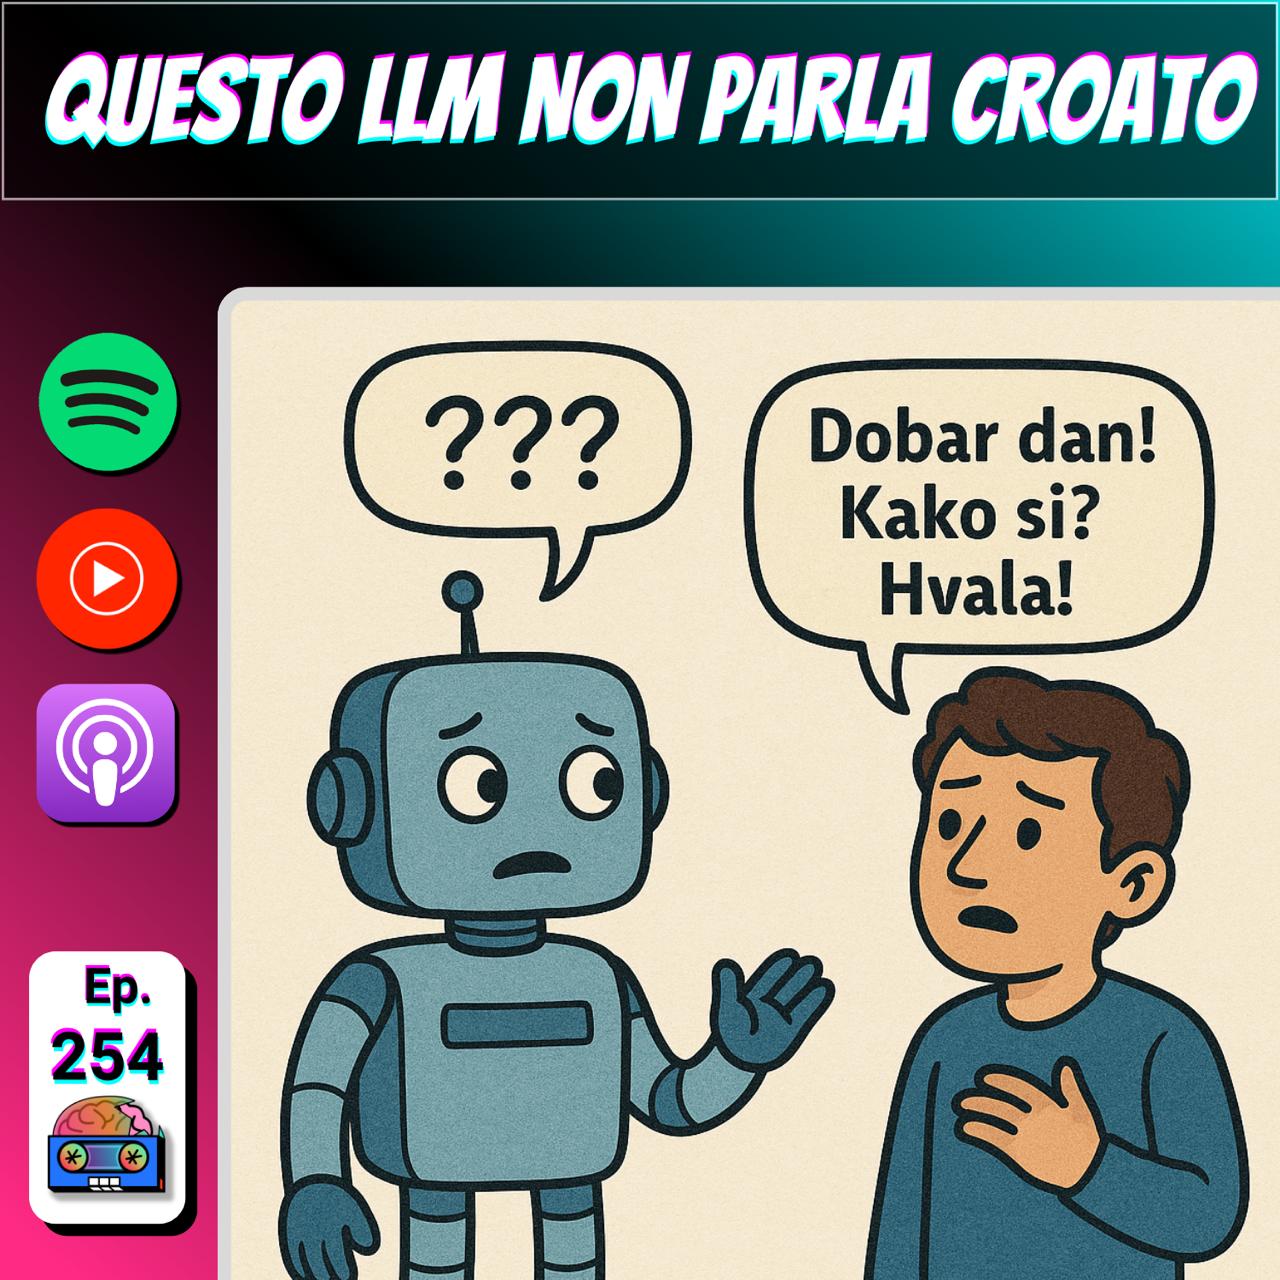 QUESTO LLM NON PARLA CROATO
???
Dobar dan!
Kako si?
Hvala!
Ep.
254